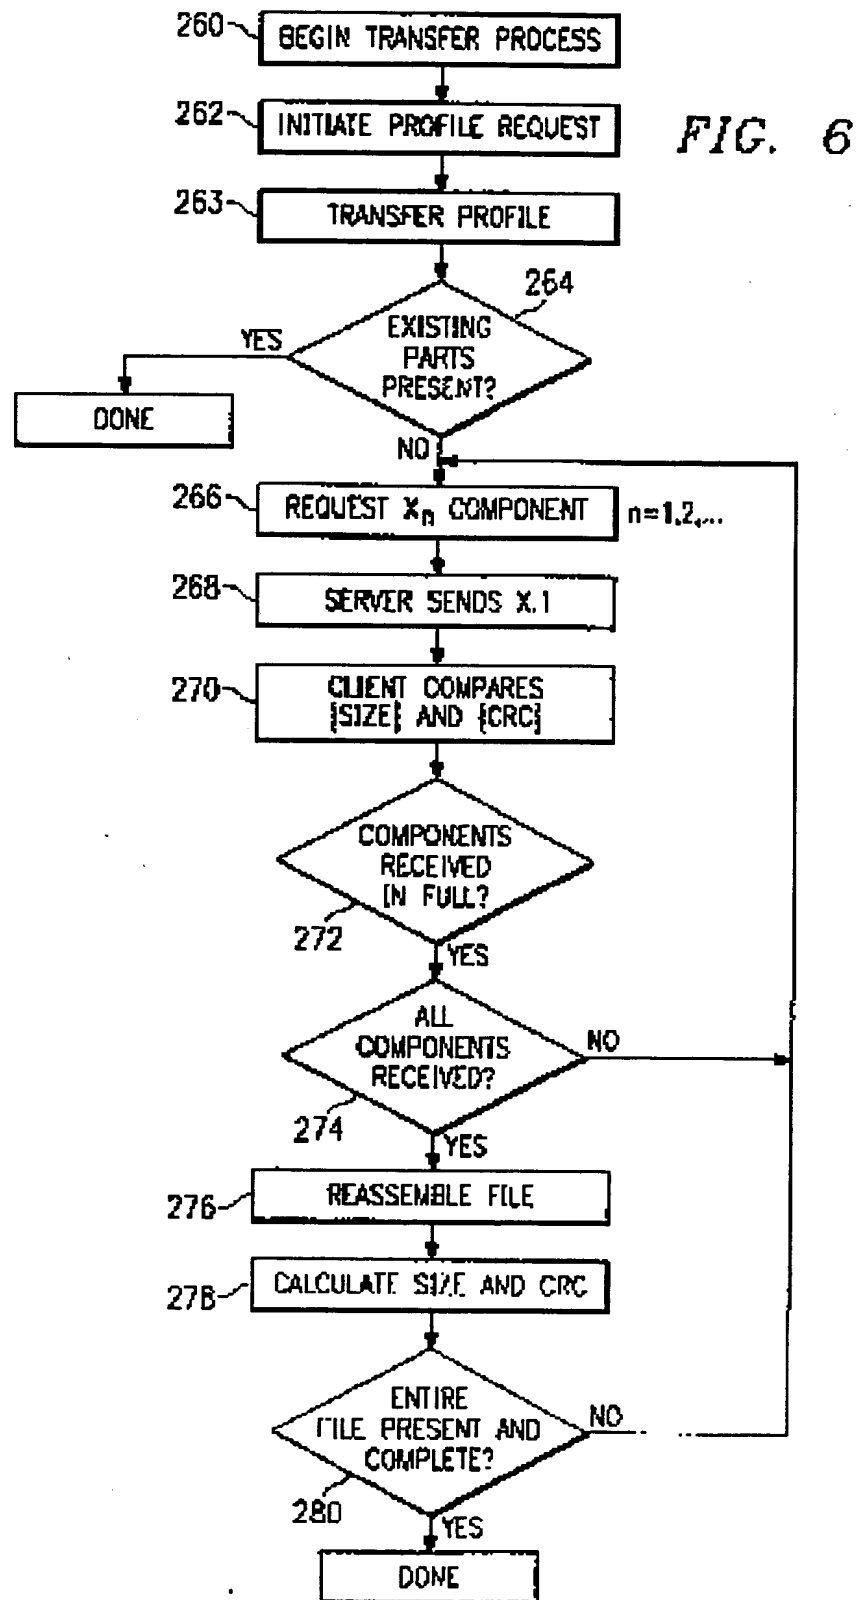 260
BEGIN TRANSFER PROCESS
262
INITIATE PROFILE REQUEST
FIG. 6
263
TRANSFER PROFILE
264
EXISTING
PARTS
PRESENT?
YES
DONE
NO
266
REQUEST Xn COMPONENT
n=1,2,...
268
SERVER SENDS X.1
270
CLIENT COMPARES
{SIZE} AND {CRC}
COMPONENTS
RECEIVED
IN FULL?
272
YES
ALL
COMPONENTS
RECEIVED?
NO
274
YES
276
REASSEMBLE FILE
278
CALCULATE SIZE AND CRC
ENTIRE
FILE PRESENT AND
COMPLETE?
NO
280
YES
DONE